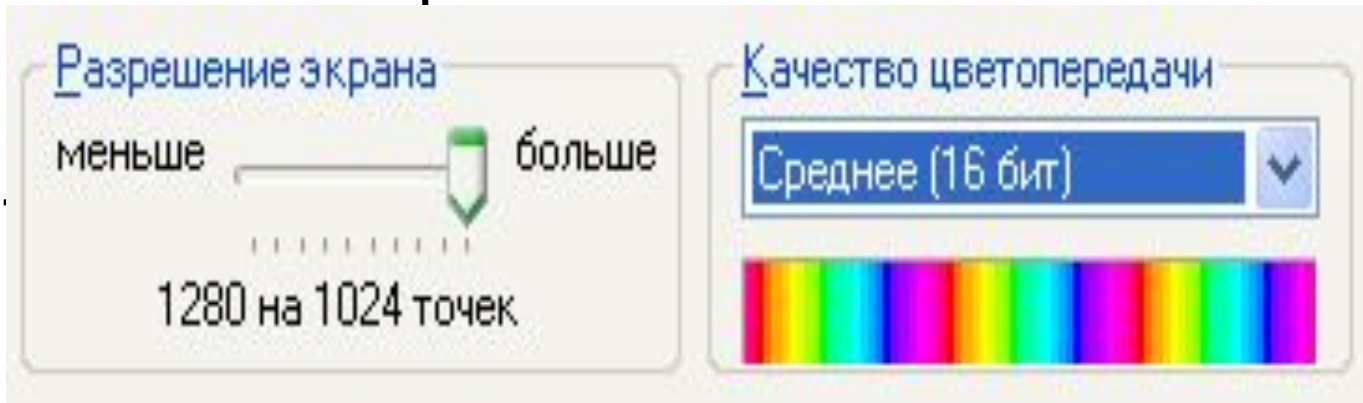 Разрешение экрана
меньше больше
1280 на 1024 точек
Качество цветопередачи
Среднее (16 бит)